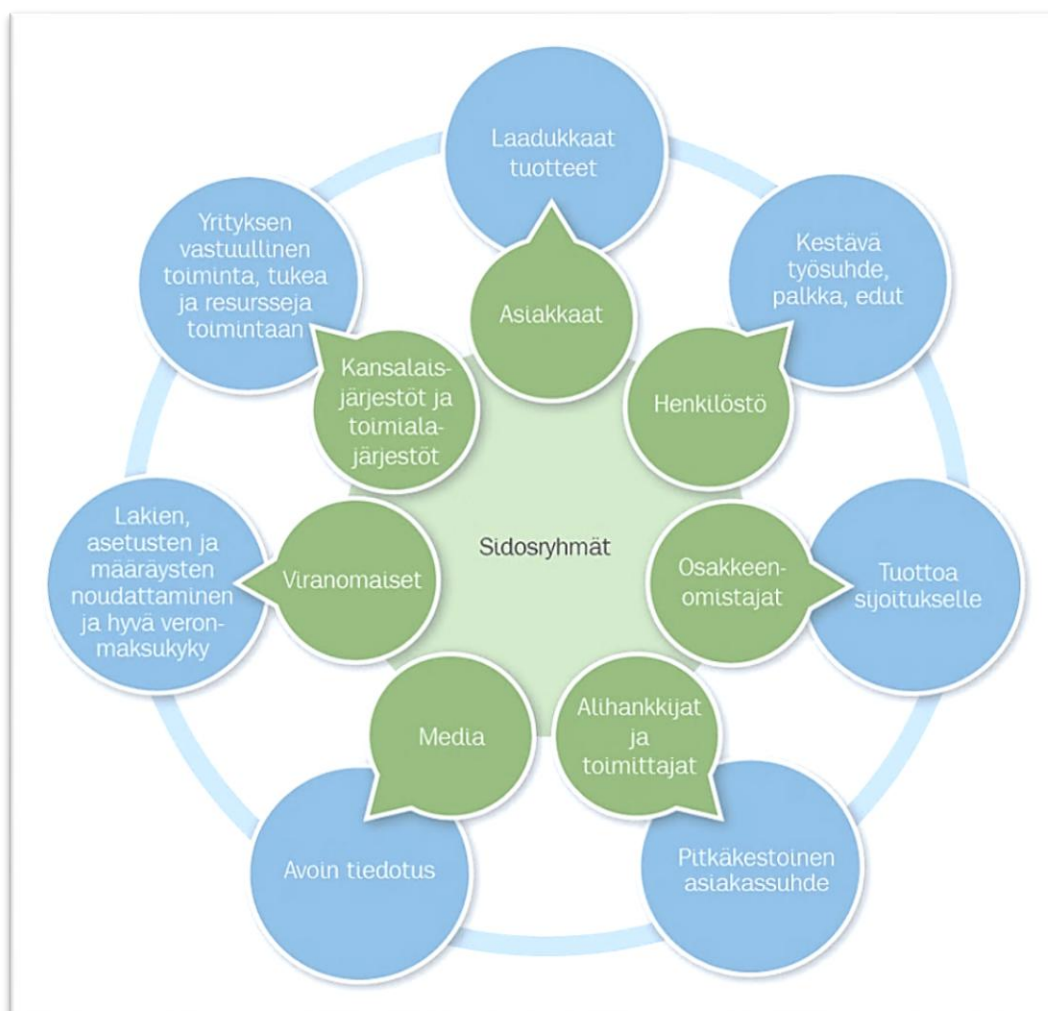 Laadukkaat
tuotteet
Asiakkaat
Kestävä
työsuhde,
palkka, edut
Henkilöstö
Tuottoa
sijoitukselle
Osakkeen-
omistajat
Pitkäkestoinen
asiakassuhde
Alihankkijat
ja
toimittajat
Avoin tiedotus
Media
Lakien,
asetusten ja
määräysten
noudattaminen
ja hyvä veron-
maksukyky
Viranomaiset
Yrityksen
vastuullinen
toiminta, tukea
ja resursseja
toimintaan
Kansalais-
järjestöt ja
toimiala-
järjestöt
Sidosryhmät